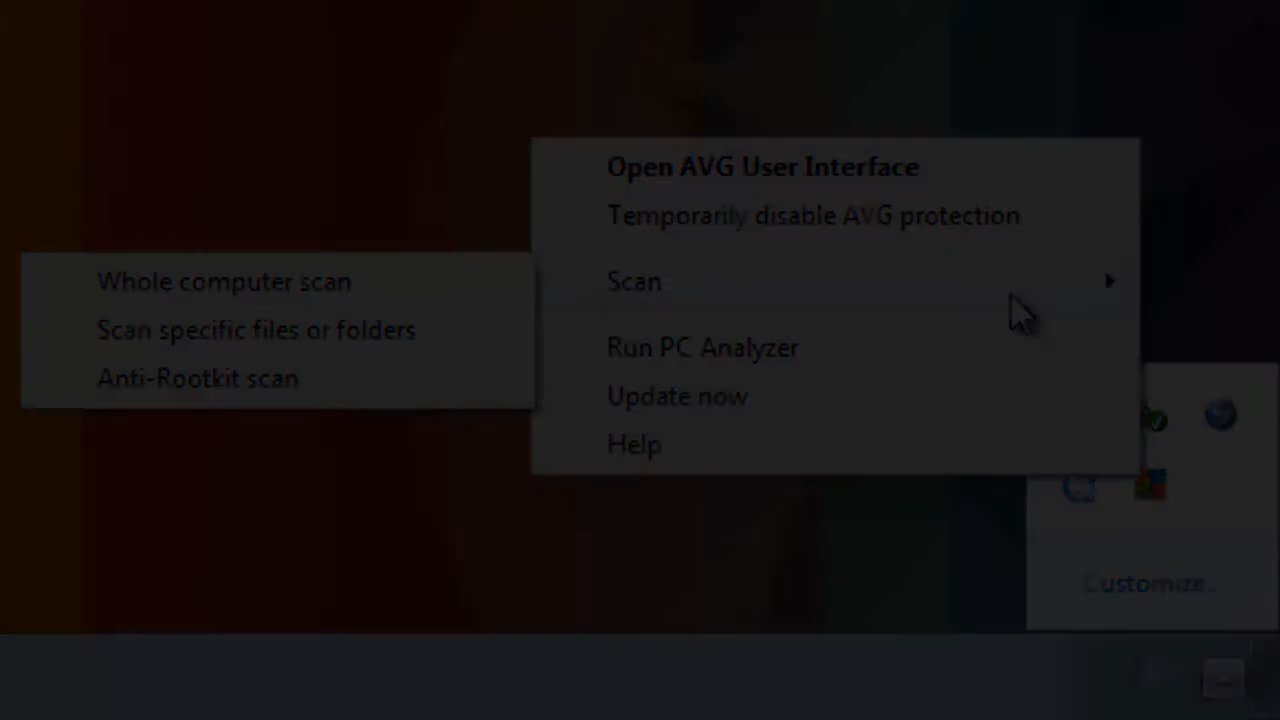 Open AVG User Interface
Temporarily disable AVG protection
Scan
Run PC Analyzer
Update now
Help
Whole computer scan
Scan specific files or folders
Anti-Rootkit scan
Customize...